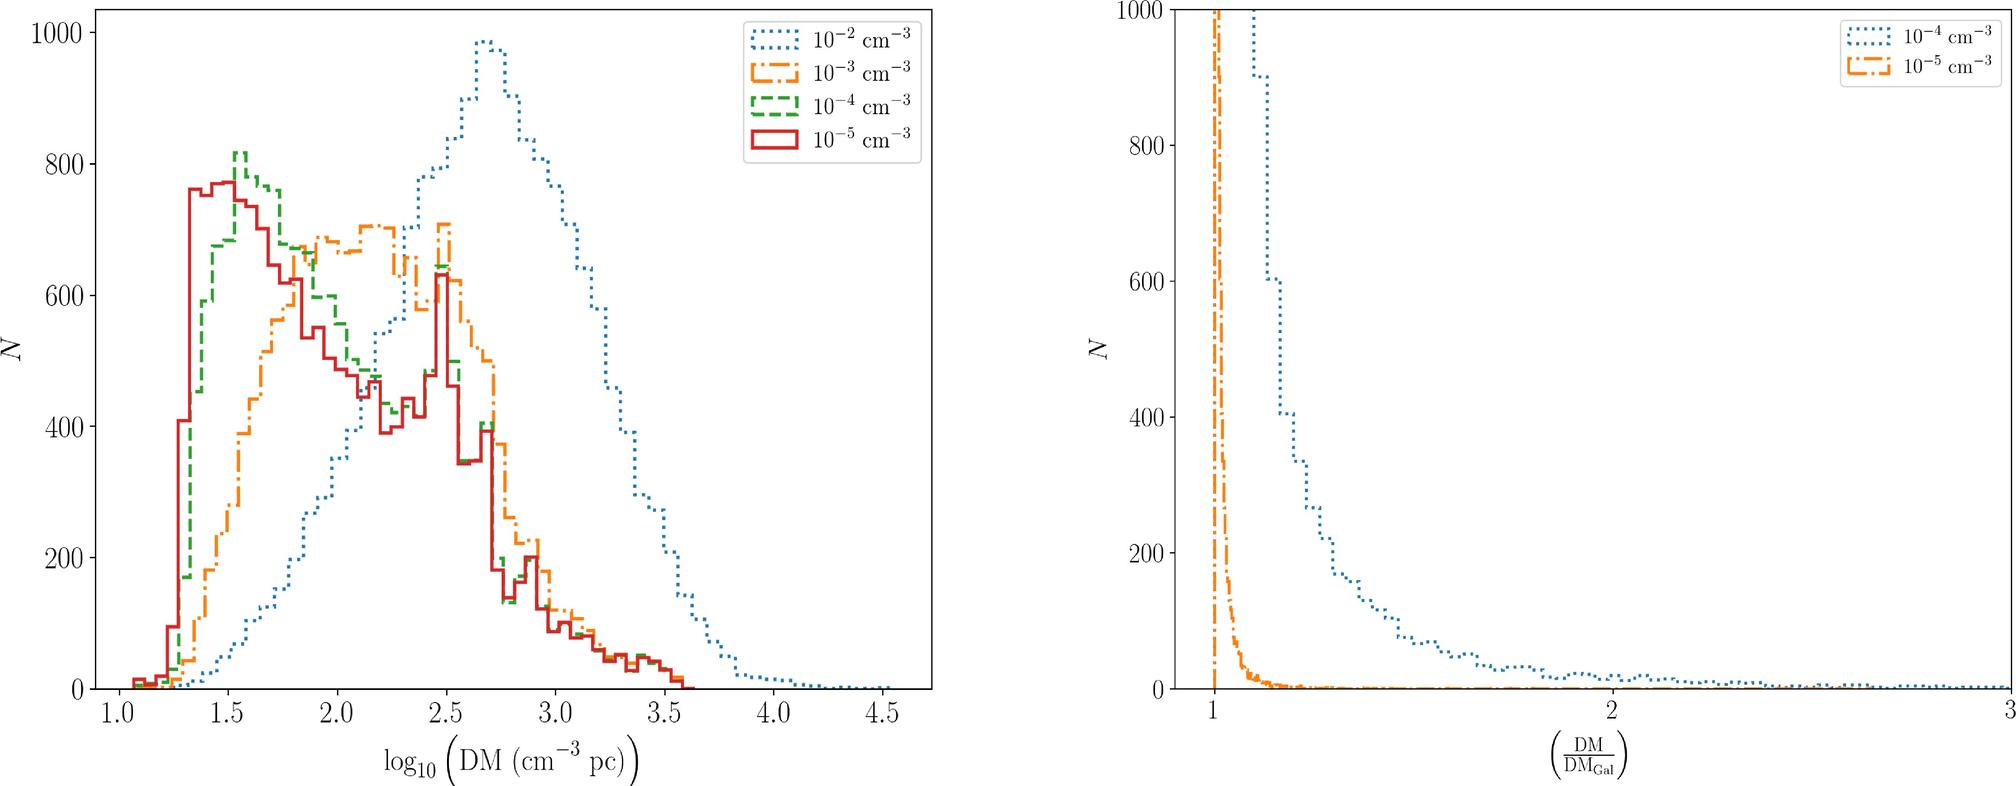 1000
800
600
400
200
0
N
1.0 1.5 2.0 2.5 3.0 3.5 4.0 4.5
log₁₀ (DM (cm⁻³ pc))
10⁻² cm⁻³
10⁻³ cm⁻³
10⁻⁴ cm⁻³
10⁻⁵ cm⁻³
1000
800
600
400
200
0
N
1 2 3
(DM/DM_Gal)
10⁻⁴ cm⁻³
10⁻⁵ cm⁻³